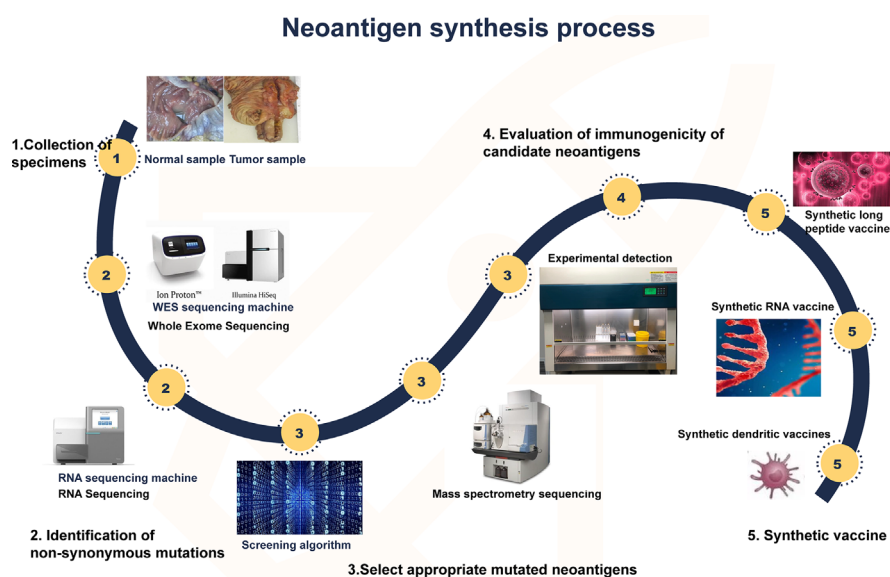 Neoantigen synthesis process
1.Collection of
specimens
1
Normal sample Tumor sample
2
Ion Proton™ Illumina HiSeq
WES sequencing machine
Whole Exome Sequencing
2
RNA sequencing machine
RNA Sequencing
2. Identification of
non-synonymous mutations
3
Screening algorithm
3
Mass spectrometry sequencing
3.Select appropriate mutated neoantigens
3
Experimental detection
4. Evaluation of immunogenicity of
candidate neoantigens
4
5
Synthetic long
peptide vaccine
Synthetic RNA vaccine
5
Synthetic dendritic vaccines
5
5. Synthetic vaccine